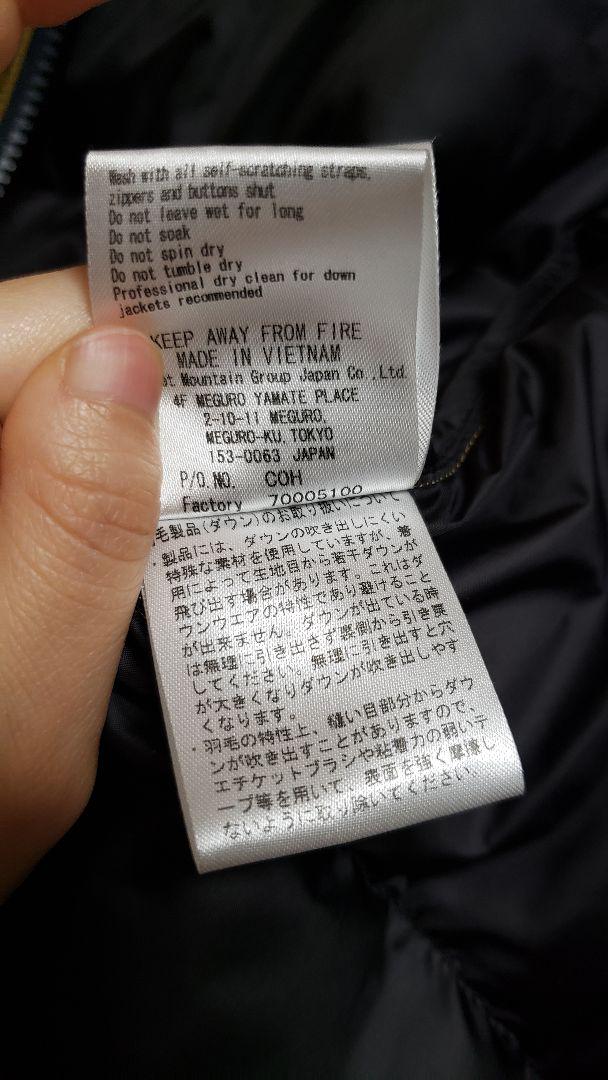 Wash with all self-scratching straps,
zippers and buttons shut
Do not leave wet for long
Do not soak
Do not spin dry
Do not tumble dry
Professional dry clean for down
jackets recommended
KEEP AWAY FROM FIRE
MADE IN VIETNAM
Mountain Group Japan Co.,Ltd.
4F MEGURO YAMATE PLACE
2-10-11 MEGURO,
MEGURO-KU, TOKYO
153-0063 JAPAN
P/O.NO. COH
Factory 70005100
毛製品(ダウン)のお取り扱いについて
・製品には、ダウンの吹き出しにくい
特殊な素材を使用していますが、着
用によって生地目から若干ダウンが
飛び出す場合があります。これはダ
ウンウエアの特性であり避けること
が出来ません。ダウンが出ている時
は無理に引き出さず裏側から引き戻
してください。無理に引き出すと穴
が大きくなりダウンが吹き出しやす
くなります。
・羽毛の特性上、縫い目部分からダウ
ンが吹き出すことがありますので、
エチケットブラシや粘着力の弱いテ
ープ等を用いて、表面を強く摩擦し
ないように取り除いてください。